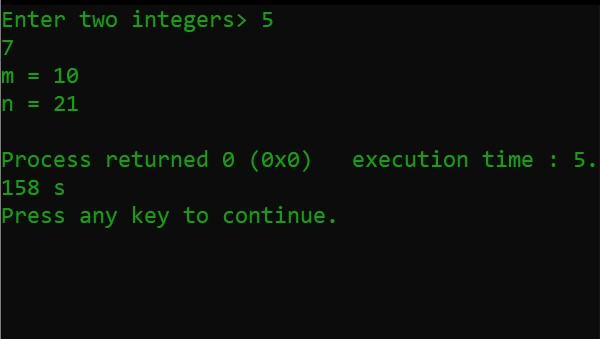 Enter two integers> 5
7
m = 10
n = 21
Process returned 0 (0x0)   execution time : 5.
158 s
Press any key to continue.